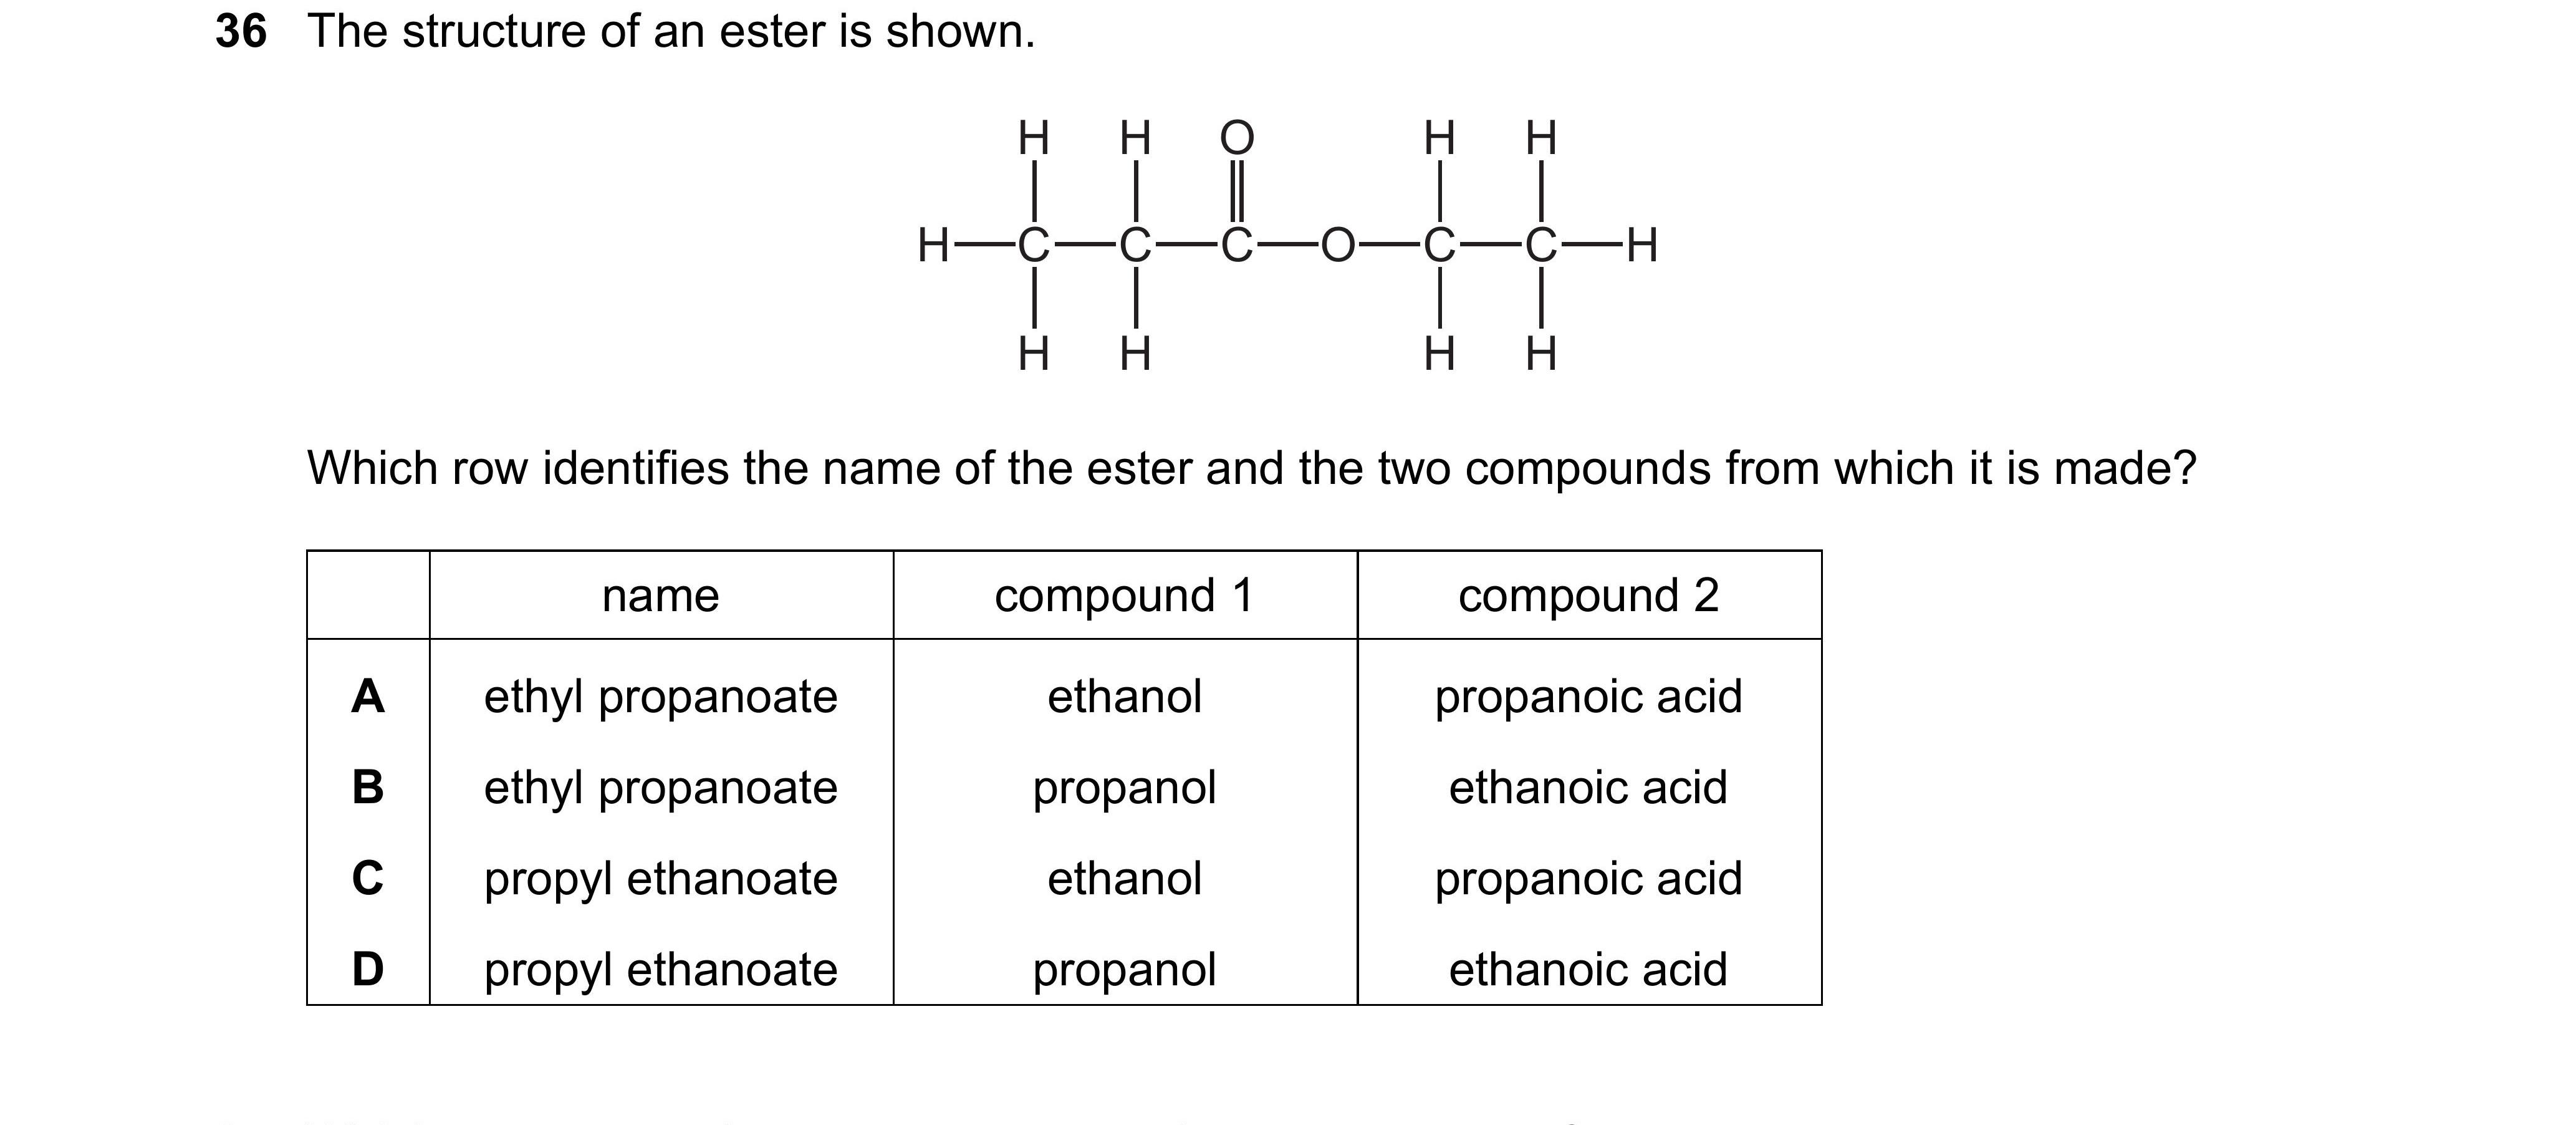 36 The structure of an ester is shown.
H H O H H
H C C C O C C H
H H H H
Which row identifies the name of the ester and the two compounds from which it is made?
name compound 1 compound 2
A ethyl propanoate ethanol propanoic acid
B ethyl propanoate propanol ethanoic acid
C propyl ethanoate ethanol propanoic acid
D propyl ethanoate propanol ethanoic acid